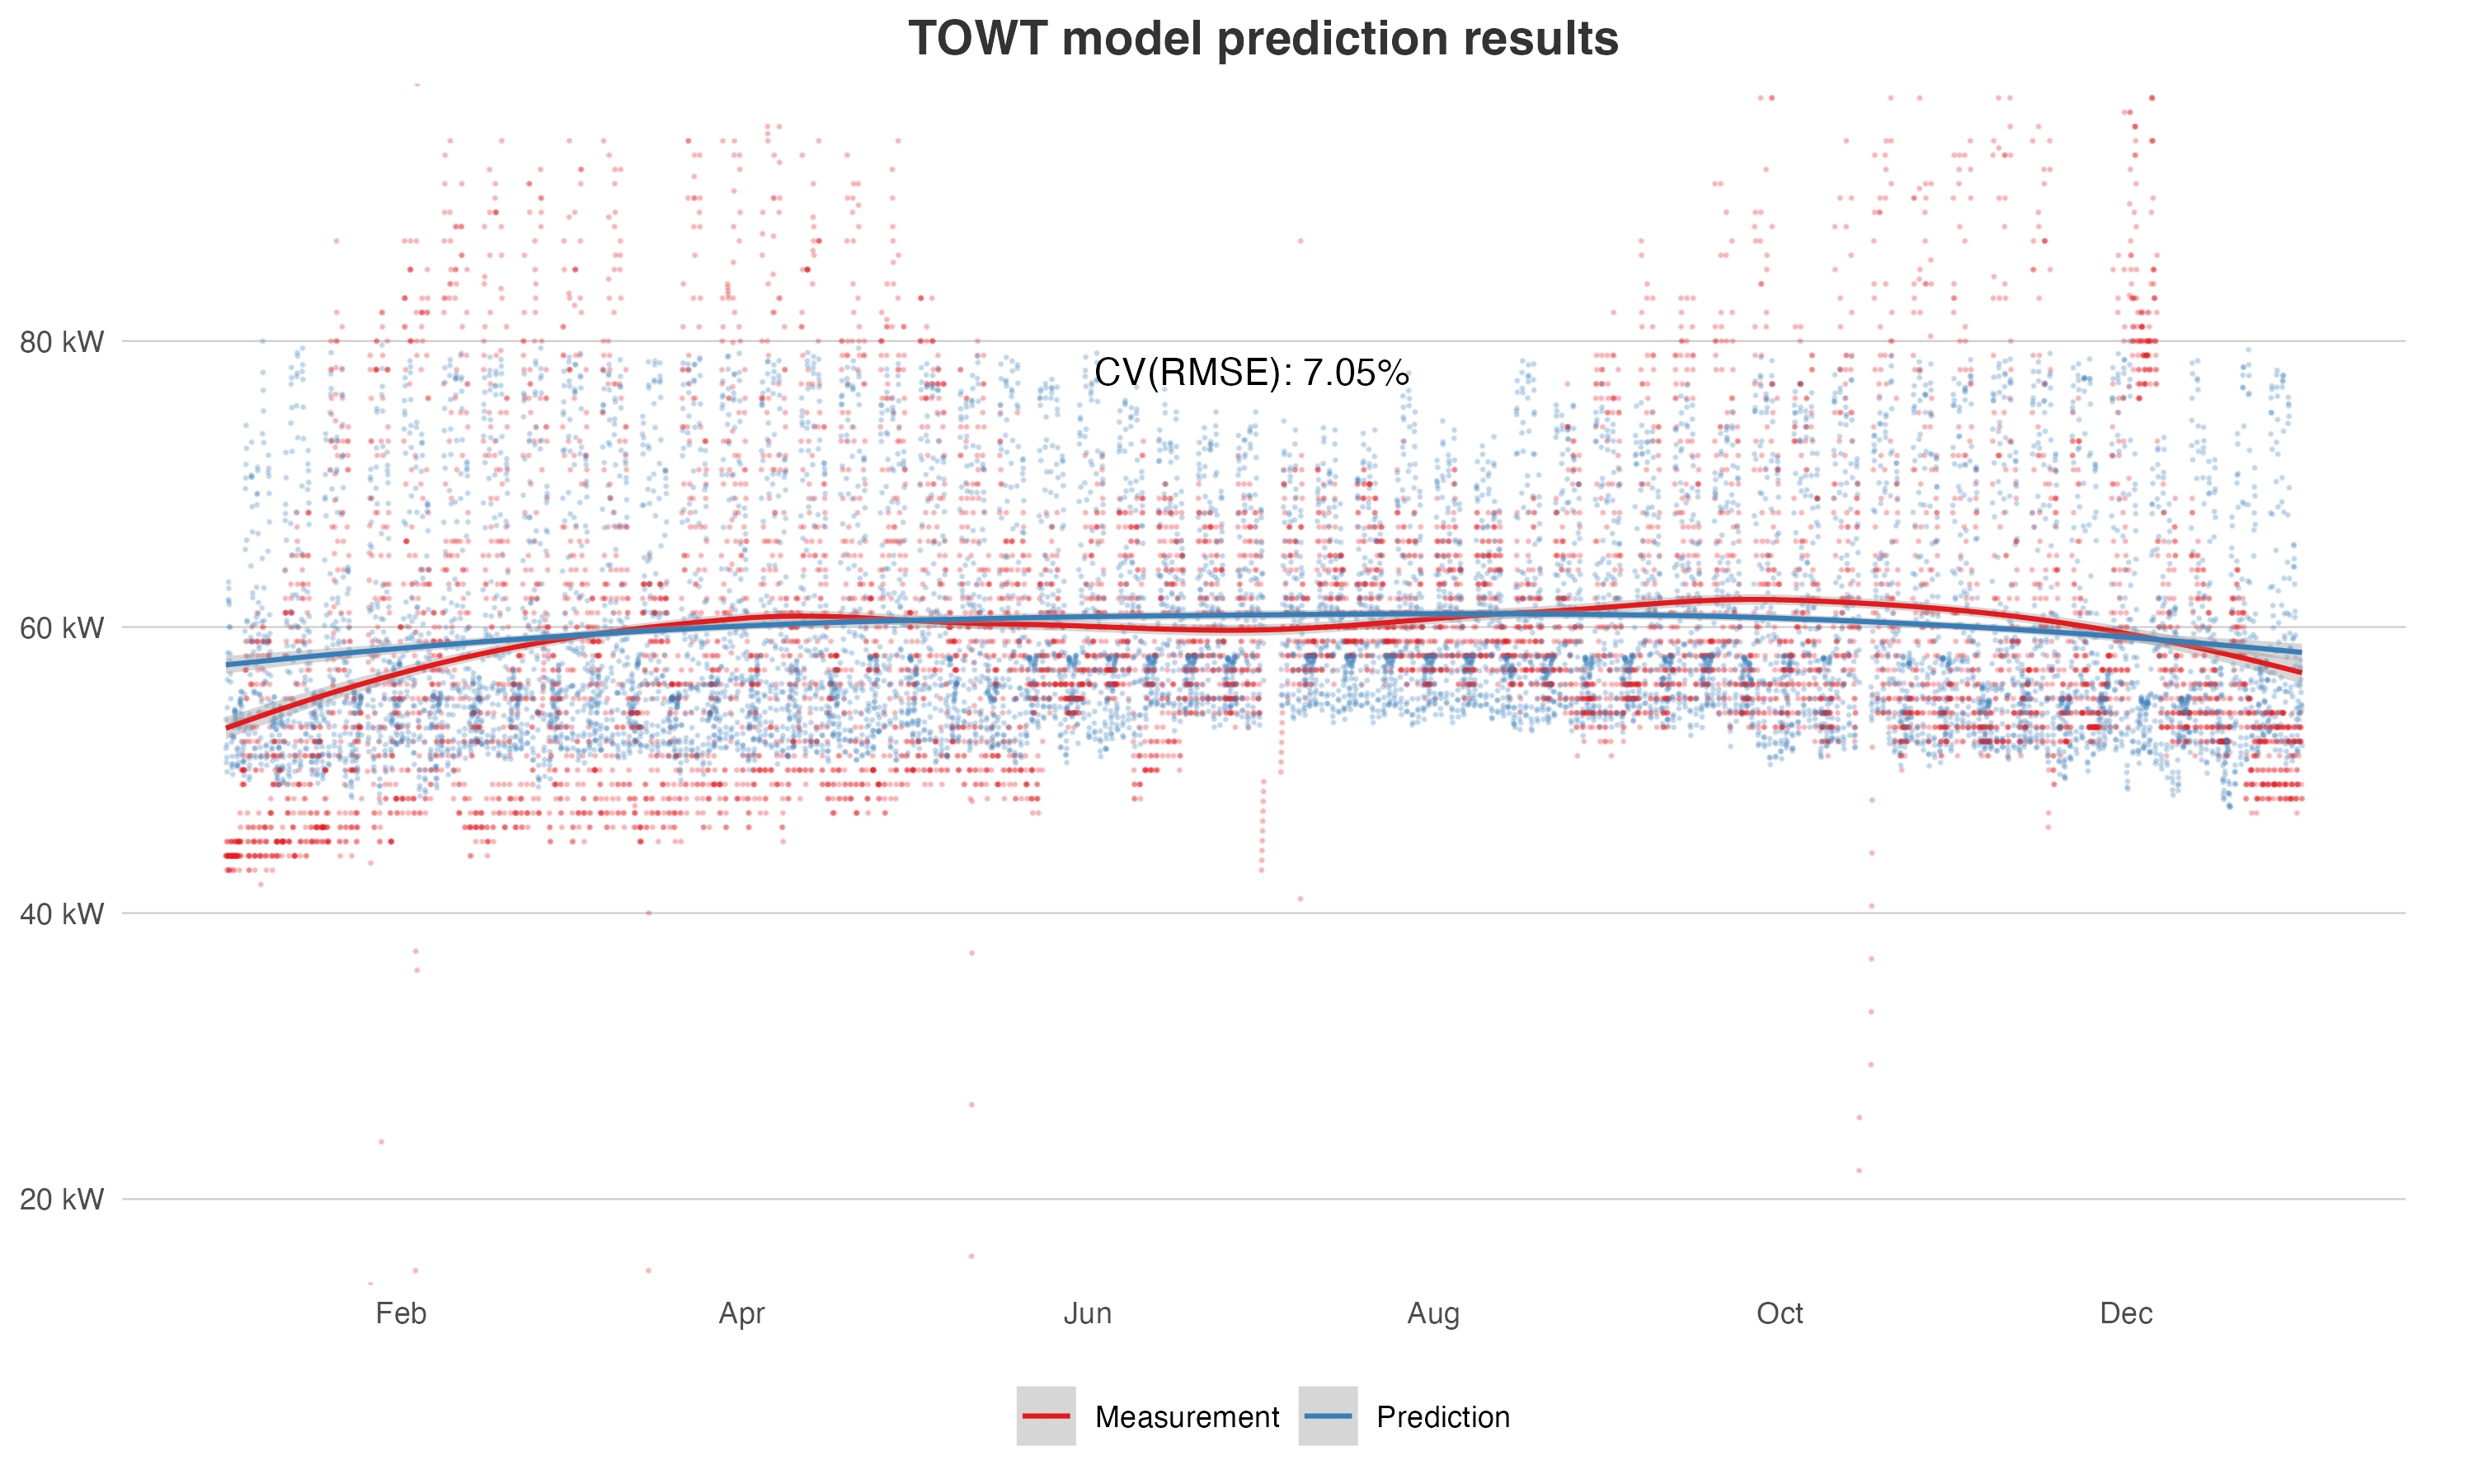 TOWT model prediction results
80 kW
CV(RMSE): 7.05%
60 kW
40 kW
20 kW
Feb Apr Jun Aug Oct Dec
Measurement Prediction